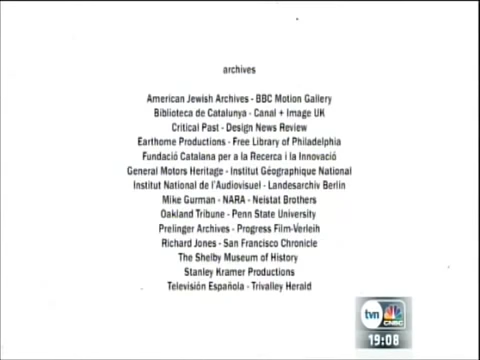 archives
American Jewish Archives - BBC Motion Gallery
Biblioteca de Catalunya - Canal + Image UK
Critical Past - Design News Review
Earthome Productions - Free Library of Philadelphia
Fundació Catalana per a la Recerca i la Innovació
General Motors Heritage - Institut Géographique National
Institut National de l'Audiovisuel - Landesarchiv Berlin
Mike Gurman - NARA - Neistat Brothers
Oakland Tribune - Penn State University
Prelinger Archives - Progress Film-Verleih
Richard Jones - San Francisco Chronicle
The Shelby Museum of History
Stanley Kramer Productions
Televisión Española - Trivalley Herald
tvn CNBC
19:08